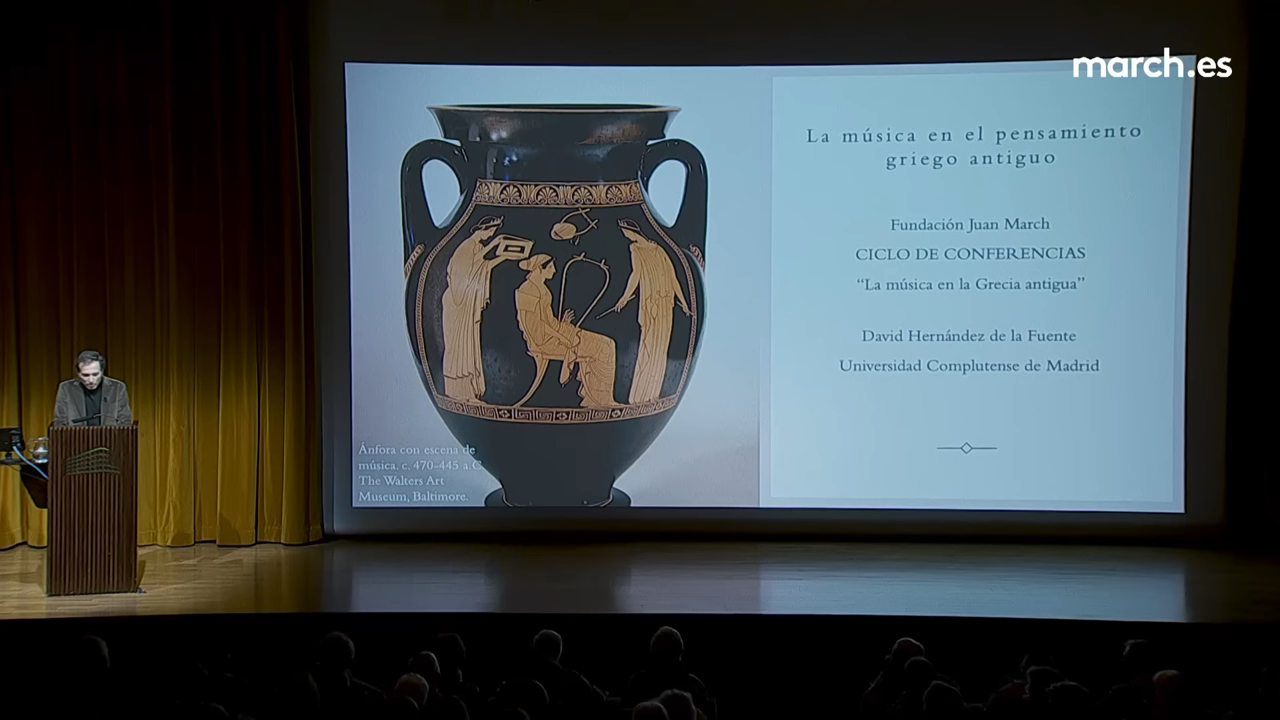 march.es
La música en el pensamiento
griego antiguo
Fundación Juan March
CICLO DE CONFERENCIAS
“La música en la Grecia antigua”
David Hernández de la Fuente
Universidad Complutense de Madrid
Ánfora con escena de
música. c. 470-445 a.C
The Walters Art
Museum, Baltimore.